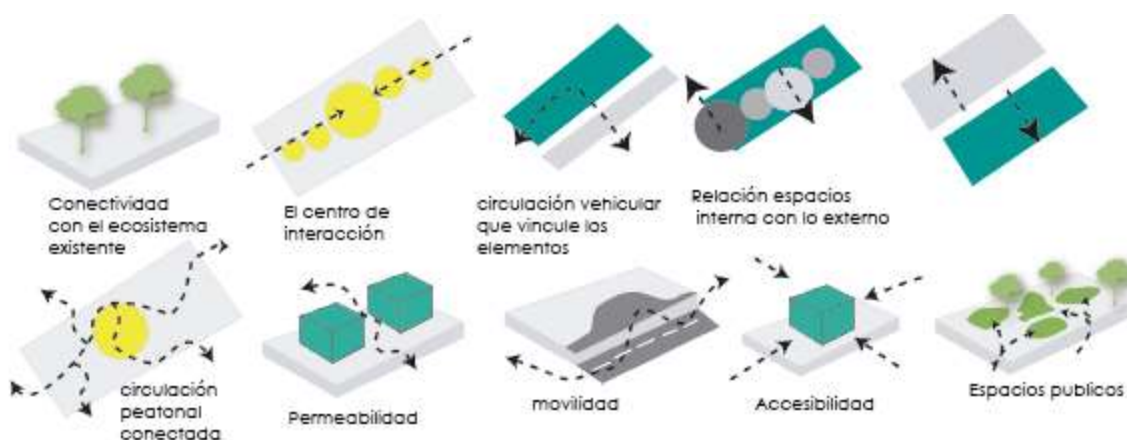 Conectividad
con el ecosistema
existente
El centro de
interacción
circulación vehicular
que vincule los
elementos
Relación espacios
interna con lo externo
circulación
peatonal
conectada
Permeabilidad
movilidad
Accesibilidad
Espacios publicos